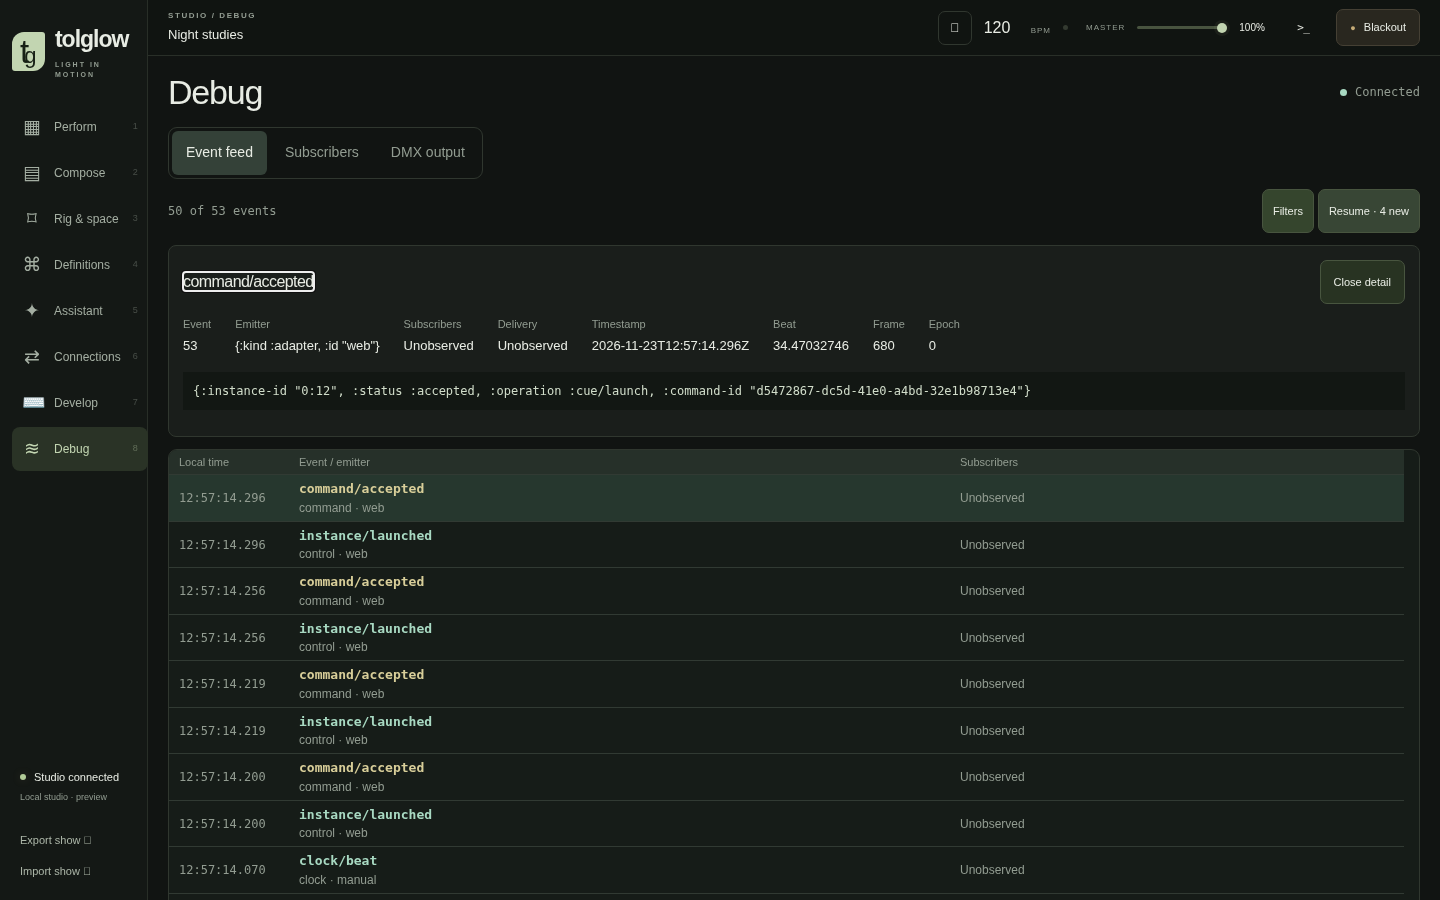 tg
tolglow
LIGHT IN
MOTION
Perform 1
Compose 2
Rig & space 3
Definitions 4
Assistant 5
Connections 6
Develop 7
Debug 8
Studio connected
Local studio · preview
Export show
Import show
STUDIO / DEBUG
Night studies
120 BPM
MASTER 100%
>_
Blackout
Debug
Connected
Event feed Subscribers DMX output
50 of 53 events
Filters Resume · 4 new
command/accepted
Close detail
Event Emitter Subscribers Delivery Timestamp Beat Frame Epoch
53 {:kind :adapter, :id "web"} Unobserved Unobserved 2026-11-23T12:57:14.296Z 34.47032746 680 0
{:instance-id "0:12", :status :accepted, :operation :cue/launch, :command-id "d5472867-dc5d-41e0-a4bd-32e1b98713e4"}
Local time Event / emitter Subscribers
12:57:14.296 command/accepted Unobserved
command · web
12:57:14.296 instance/launched Unobserved
control · web
12:57:14.256 command/accepted Unobserved
command · web
12:57:14.256 instance/launched Unobserved
control · web
12:57:14.219 command/accepted Unobserved
command · web
12:57:14.219 instance/launched Unobserved
control · web
12:57:14.200 command/accepted Unobserved
command · web
12:57:14.200 instance/launched Unobserved
control · web
12:57:14.070 clock/beat Unobserved
clock · manual